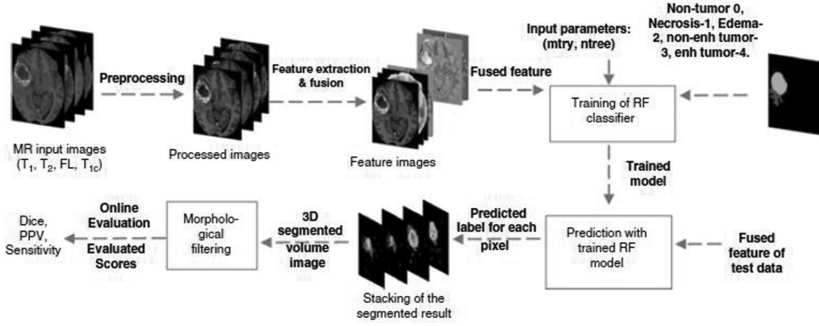 Preprocessing
MR input images
(T1, T2, FL, T1c)
Processed images
Feature extraction
& fusion
Feature images
Fused feature
Input parameters:
(mtry, ntree)
Non-tumor 0,
Necrosis-1, Edema-
2, non-enh tumor-
3, enh tumor-4.
Training of RF
classifier
Trained
model
Prediction with
trained RF
model
Fused
feature of
test data
Predicted
label for each
pixel
Stacking of the
segmented result
3D
segmented
volume
image
Morpholo-
gical
filtering
Online
Evaluation
Evaluated
Scores
Dice,
PPV,
Sensitivity